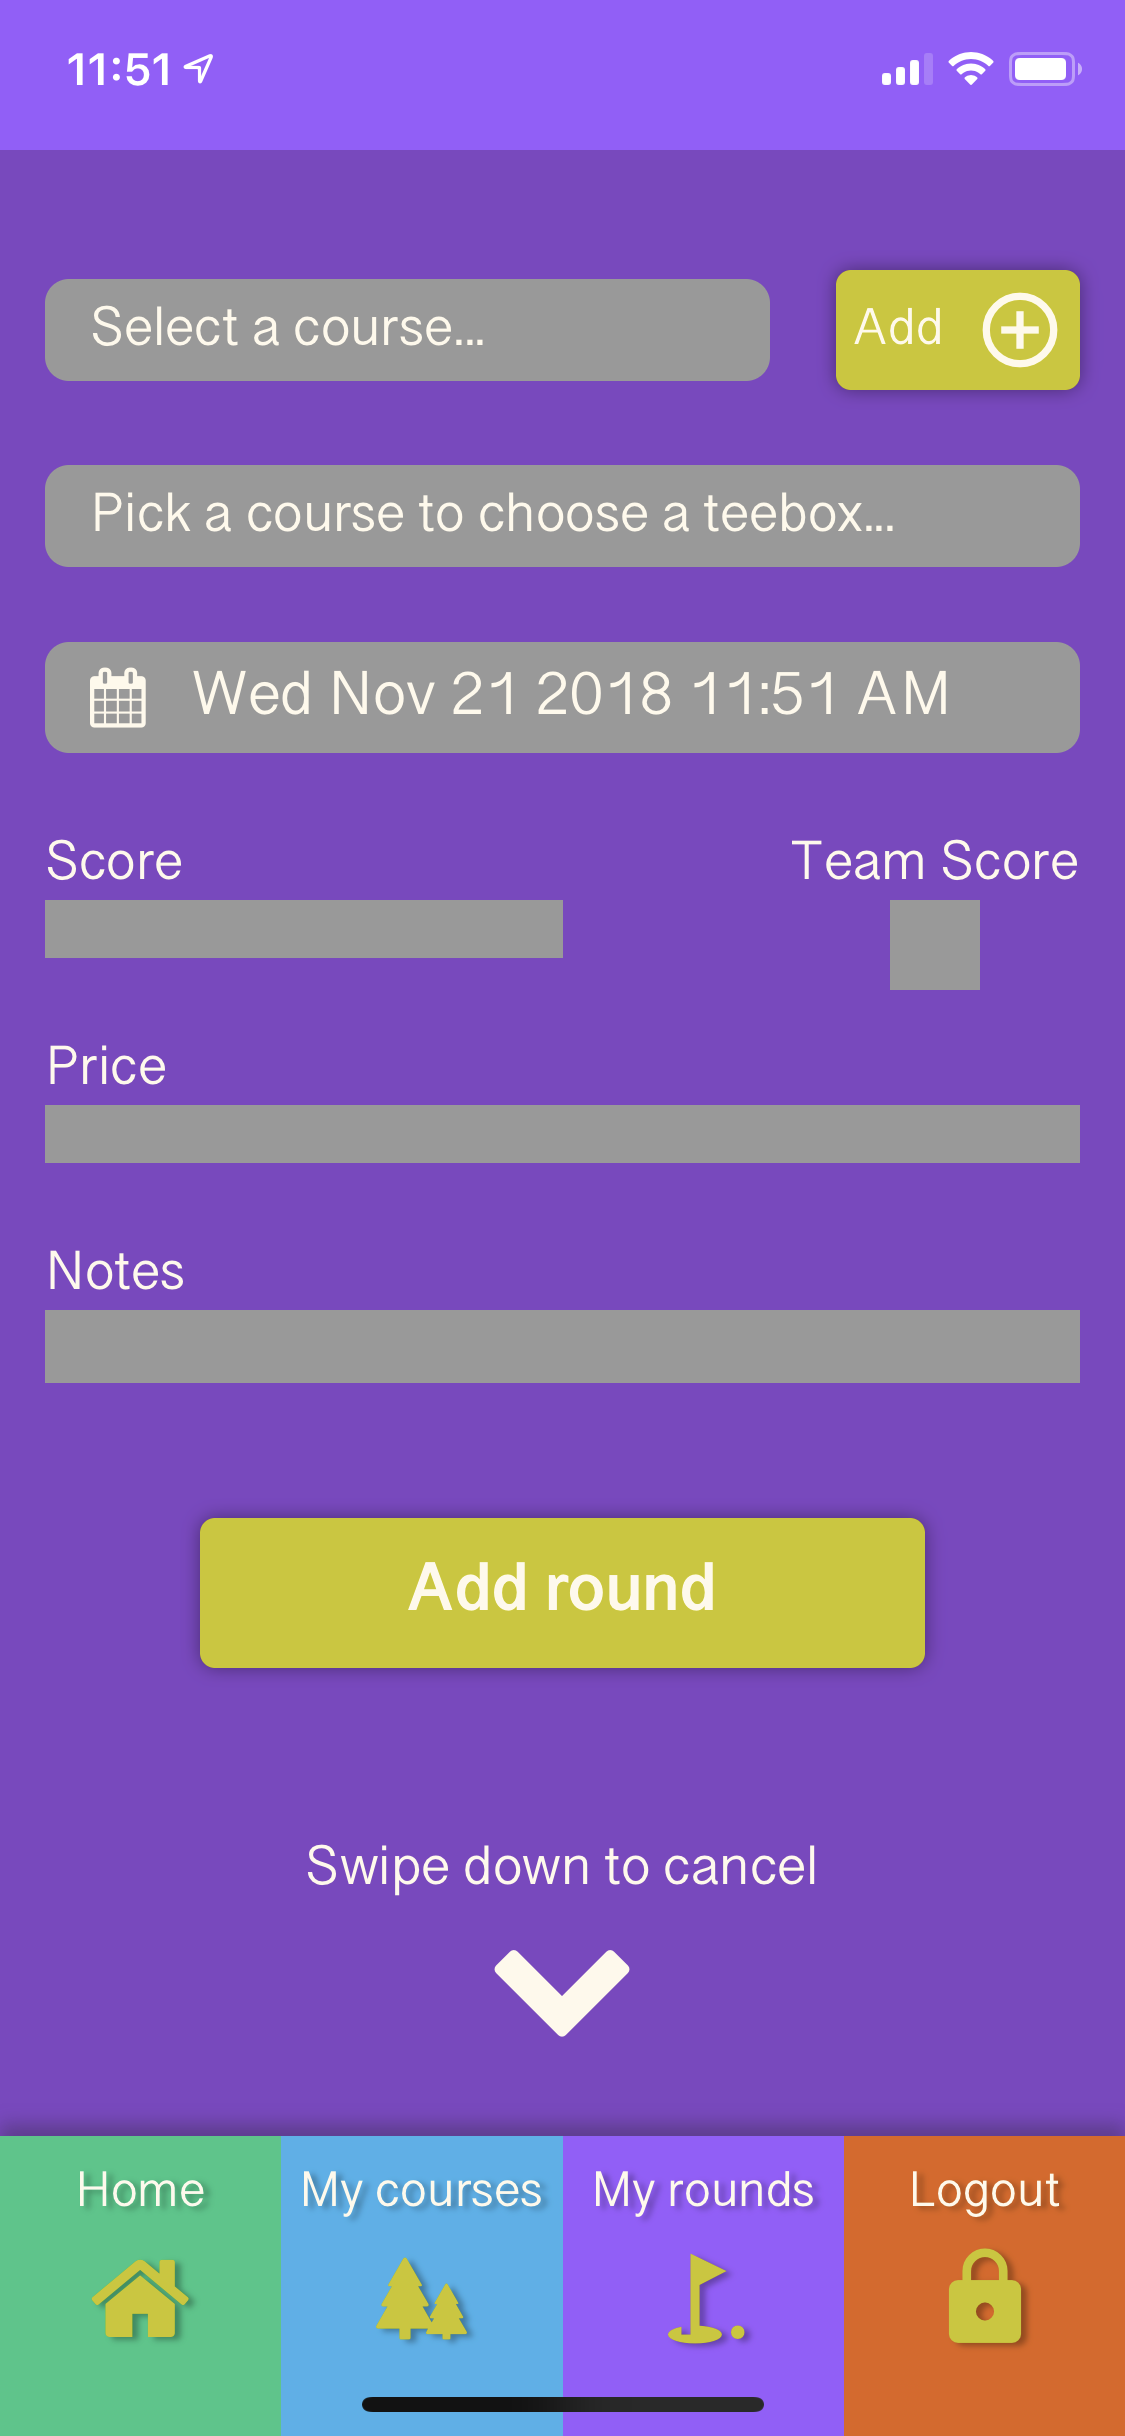 11:51
Select a course...
Add
Pick a course to choose a teebox...
Wed Nov 21 2018 11:51 AM
Score
Team Score
Price
Notes
Add round
Swipe down to cancel
Home
My courses
My rounds
Logout